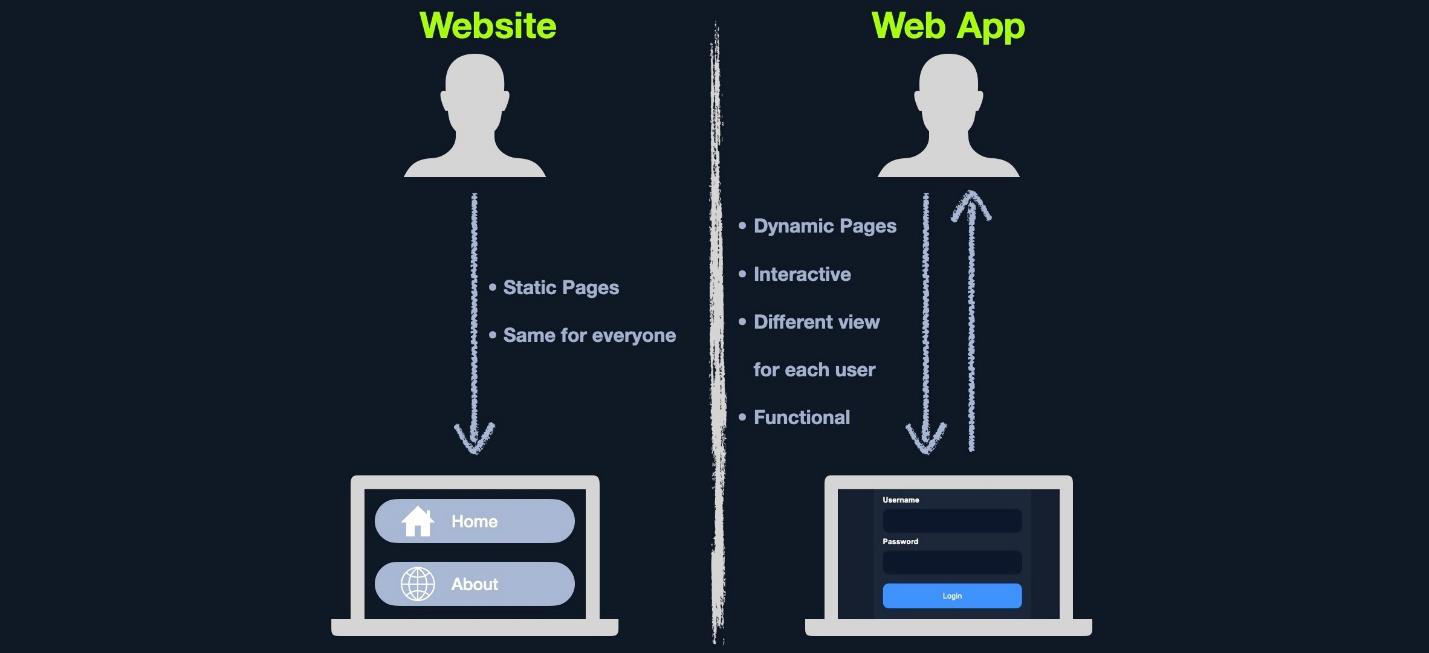 Website
• Static Pages
• Same for everyone
Home
About
Web App
• Dynamic Pages
• Interactive
• Different view
for each user
• Functional
Username
Password
Login